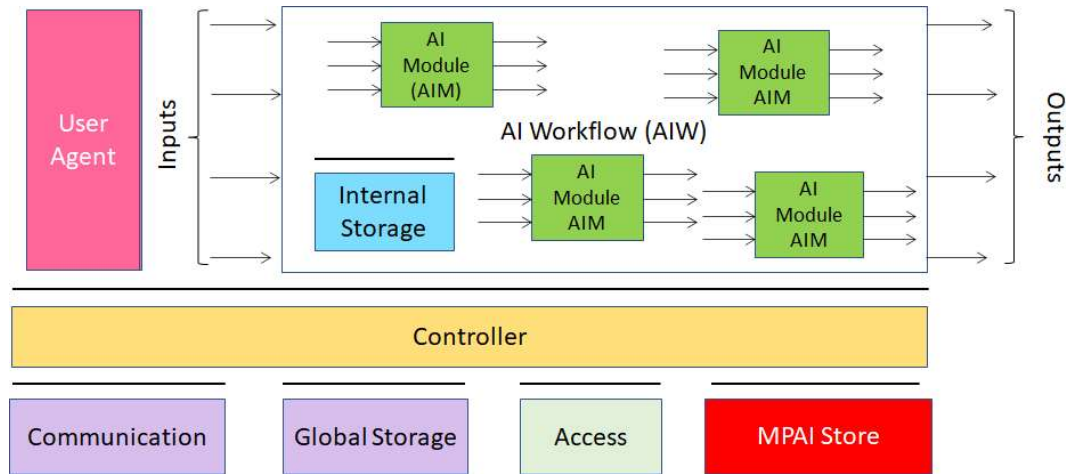 User
Agent
Inputs
AI
Module
(AIM)
AI
Module
AIM
AI Workflow (AIW)
Internal
Storage
AI
Module
AIM
AI
Module
AIM
Outputs
Controller
Communication
Global Storage
Access
MPAI Store